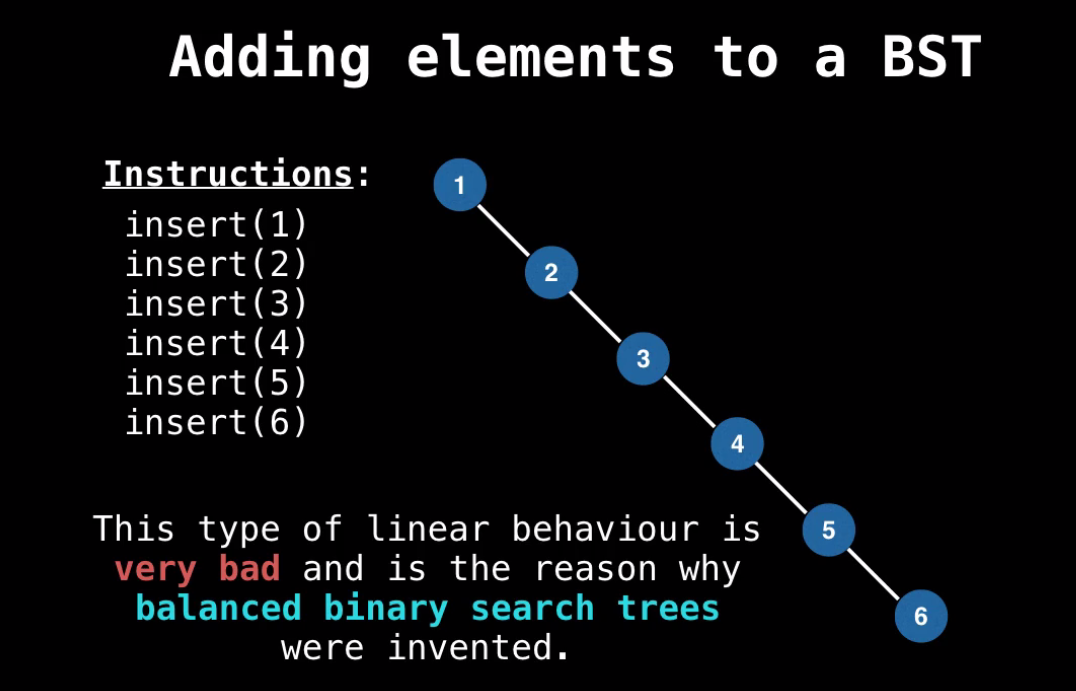 Adding elements to a BST
Instructions:
insert(1)
insert(2)
insert(3)
insert(4)
insert(5)
insert(6)
This type of linear behaviour is
very bad and is the reason why
balanced binary search trees
were invented.
1
2
3
4
5
6